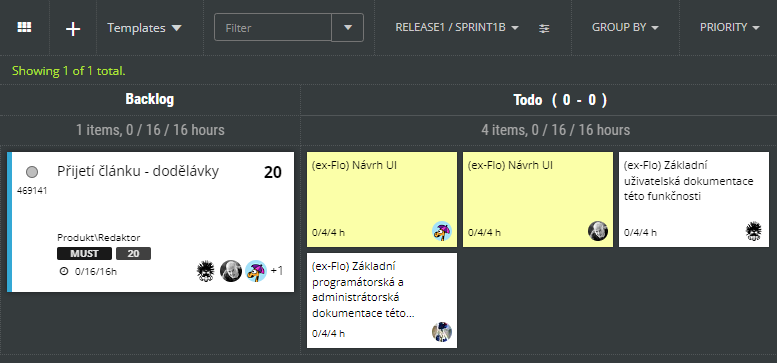 Templates
Filter
RELEASE1 / SPRINT1B
GROUP BY
PRIORITY
Showing 1 of 1 total.
Backlog
Todo ( 0 - 0 )
1 items, 0 / 16 / 16 hours
4 items, 0 / 16 / 16 hours
Přijetí článku - dodělávky
20
469141
Produkt\Redaktor
MUST
20
0/16/16h
+1
(ex-Flo) Návrh UI
0/4/4 h
(ex-Flo) Návrh UI
0/4/4 h
(ex-Flo) Základní
uživatelská dokumentace
této funkčnosti
0/4/4 h
(ex-Flo) Základní
programátorská a
administrátorská
dokumentace této...
0/4/4 h